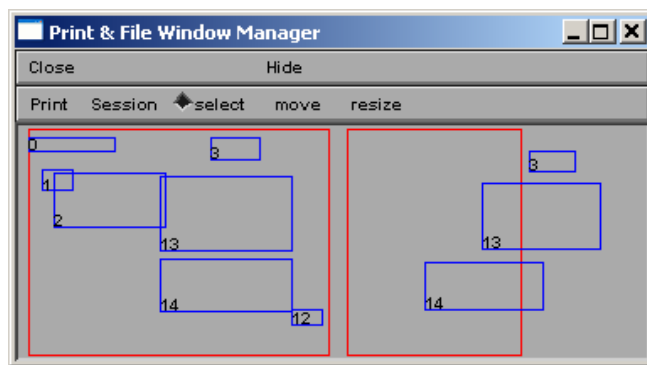 Print & File Window Manager
Close Hide
Print Session select move resize
0 3 3
1
2
13 13
14 14
12